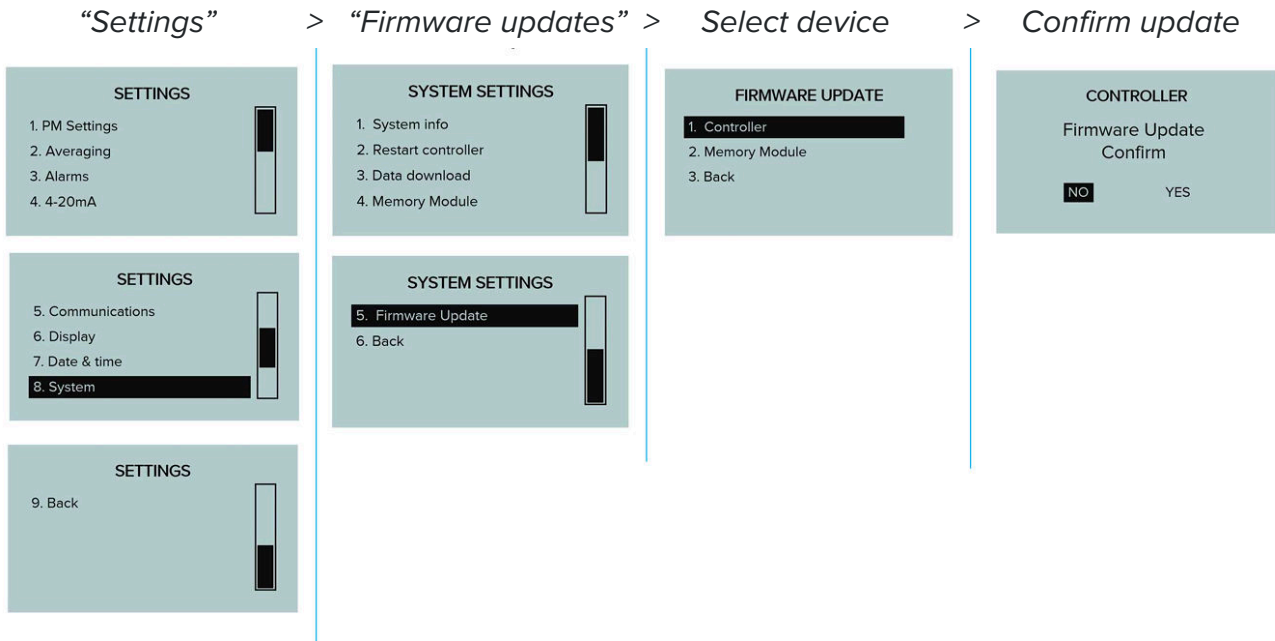 “Settings” > “Firmware updates” > Select device > Confirm update
SETTINGS
1. PM Settings
2. Averaging
3. Alarms
4. 4-20mA
SETTINGS
5. Communications
6. Display
7. Date & time
8. System
SETTINGS
9. Back
SYSTEM SETTINGS
1. System info
2. Restart controller
3. Data download
4. Memory Module
SYSTEM SETTINGS
5. Firmware Update
6. Back
FIRMWARE UPDATE
1. Controller
2. Memory Module
3. Back
CONTROLLER
Firmware Update
Confirm
NO YES